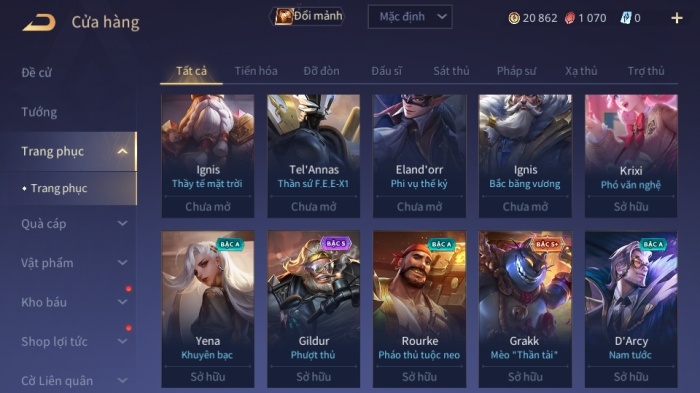 Cửa hàng
Đổi mảnh
Mặc định
20 862
1 070
0
Đề cử
Tướng
Trang phục
Trang phục
Quà cáp
Vật phẩm
Kho báu
Shop lợi tức
Cờ Liên quân
Tất cả
Tiến hóa
Đỡ đòn
Đấu sĩ
Sát thủ
Pháp sư
Xạ thủ
Trợ thủ
Ignis
Thầy tế mặt trời
Chưa mở
Tel'Annas
Thần sứ F.E.E-X1
Chưa mở
Eland'orr
Phi vụ thế kỷ
Chưa mở
Ignis
Bắc băng vương
Chưa mở
Krixi
Phó văn nghệ
Sở hữu
BẬC A
Yena
Khuyên bạc
Sở hữu
BẬC S
Gildur
Phượt thủ
Sở hữu
BẬC A
Rourke
Pháo thủ tuộc neo
Sở hữu
BẬC S+
Grakk
Mèo "Thần tài"
Sở hữu
BẬC A
D'Arcy
Nam tước
Sở hữu